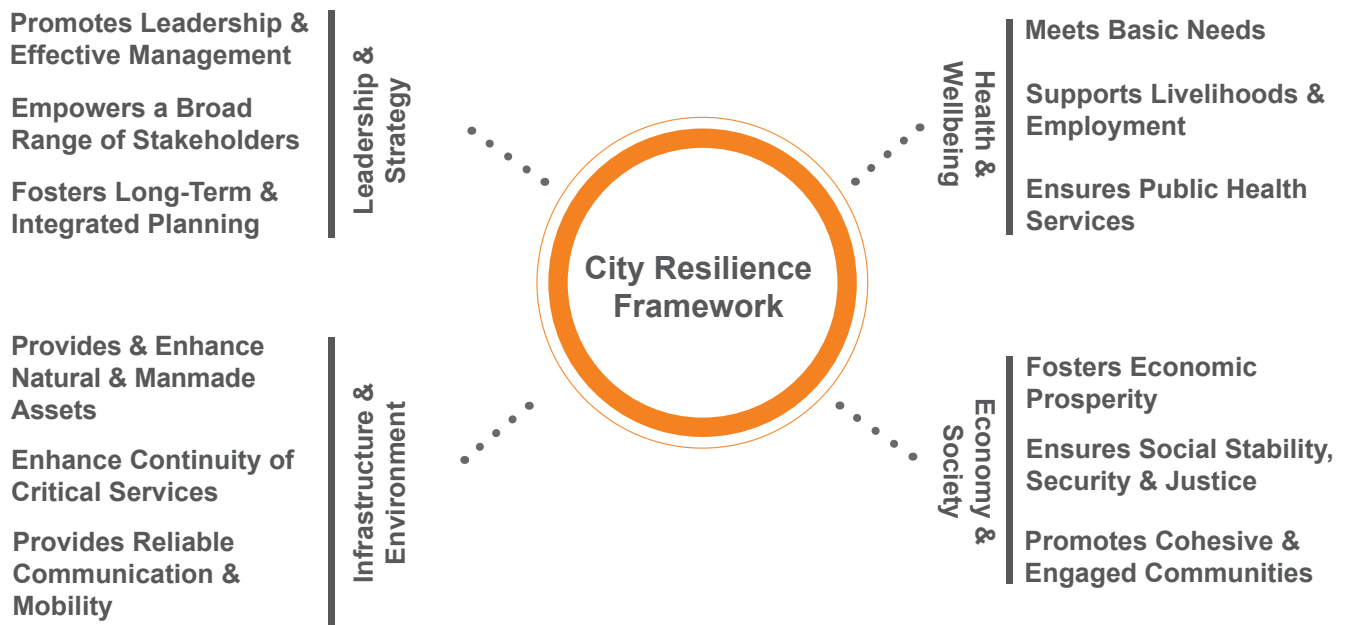 Promotes Leadership &
Effective Management
Empowers a Broad
Range of Stakeholders
Fosters Long-Term &
Integrated Planning
Leadership &
Strategy
Health &
Wellbeing
Meets Basic Needs
Supports Livelihoods &
Employment
Ensures Public Health
Services
City Resilience
Framework
Provides & Enhance
Natural & Manmade
Assets
Enhance Continuity of
Critical Services
Provides Reliable
Communication &
Mobility
Infrastructure &
Environment
Economy &
Society
Fosters Economic
Prosperity
Ensures Social Stability,
Security & Justice
Promotes Cohesive &
Engaged Communities